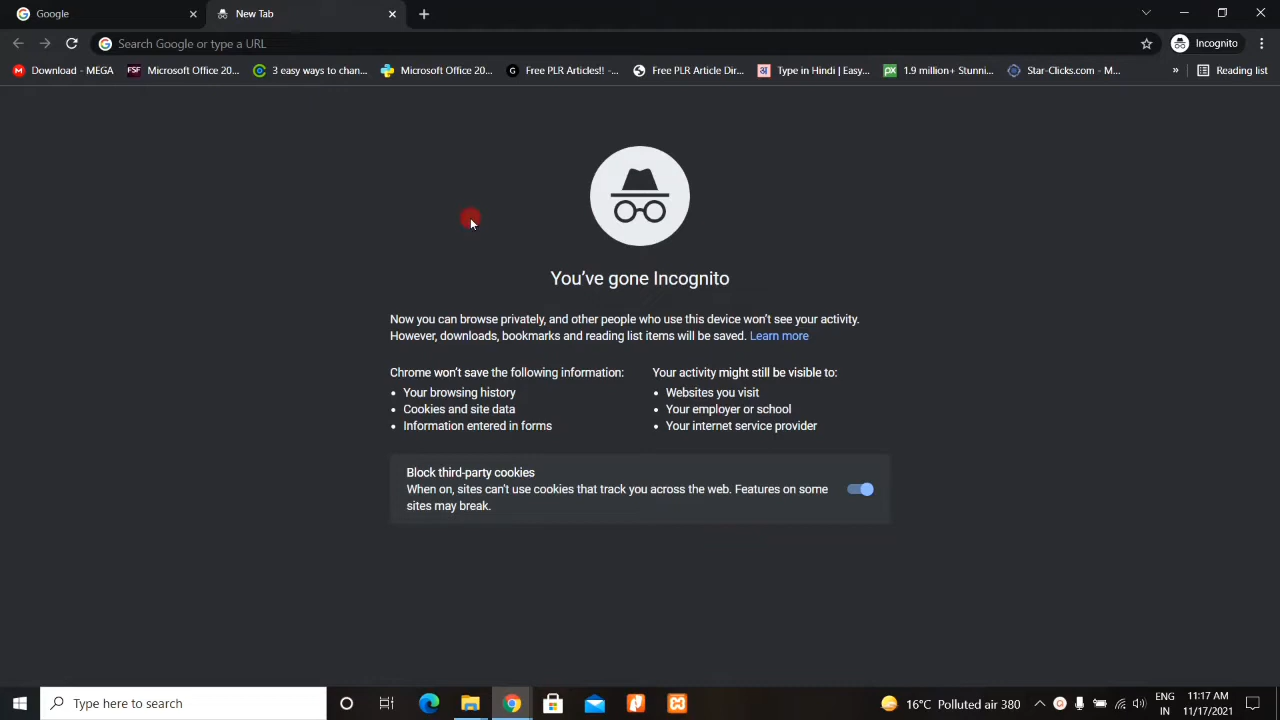 Google
New Tab
Search Google or type a URL
Incognito
Download - MEGA
FSF
Microsoft Office 20...
3 easy ways to chan...
Microsoft Office 20...
G
Free PLR Articles!! -...
Free PLR Article Dir...
Type in Hindi | Easy...
px
1.9 million+ Stunni...
Star-Clicks.com - M...
»
Reading list
You've gone Incognito
Now you can browse privately, and other people who use this device won't see your activity.
However, downloads, bookmarks and reading list items will be saved. Learn more
Chrome won't save the following information:
• Your browsing history
• Cookies and site data
• Information entered in forms
Your activity might still be visible to:
• Websites you visit
• Your employer or school
• Your internet service provider
Block third-party cookies
When on, sites can't use cookies that track you across the web. Features on some
sites may break.
Type here to search
16°C Polluted air 380
ENG
IN
11:17 AM
11/17/2021